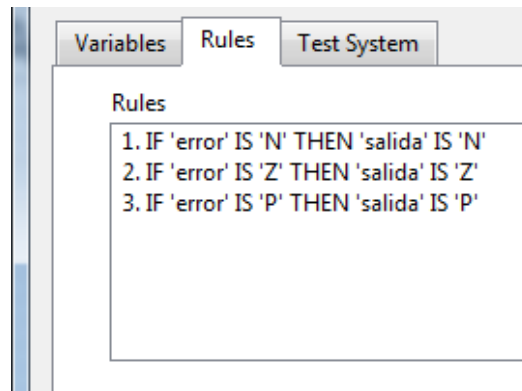 Variables Rules Test System
Rules
1. IF 'error' IS 'N' THEN 'salida' IS 'N'
2. IF 'error' IS 'Z' THEN 'salida' IS 'Z'
3. IF 'error' IS 'P' THEN 'salida' IS 'P'